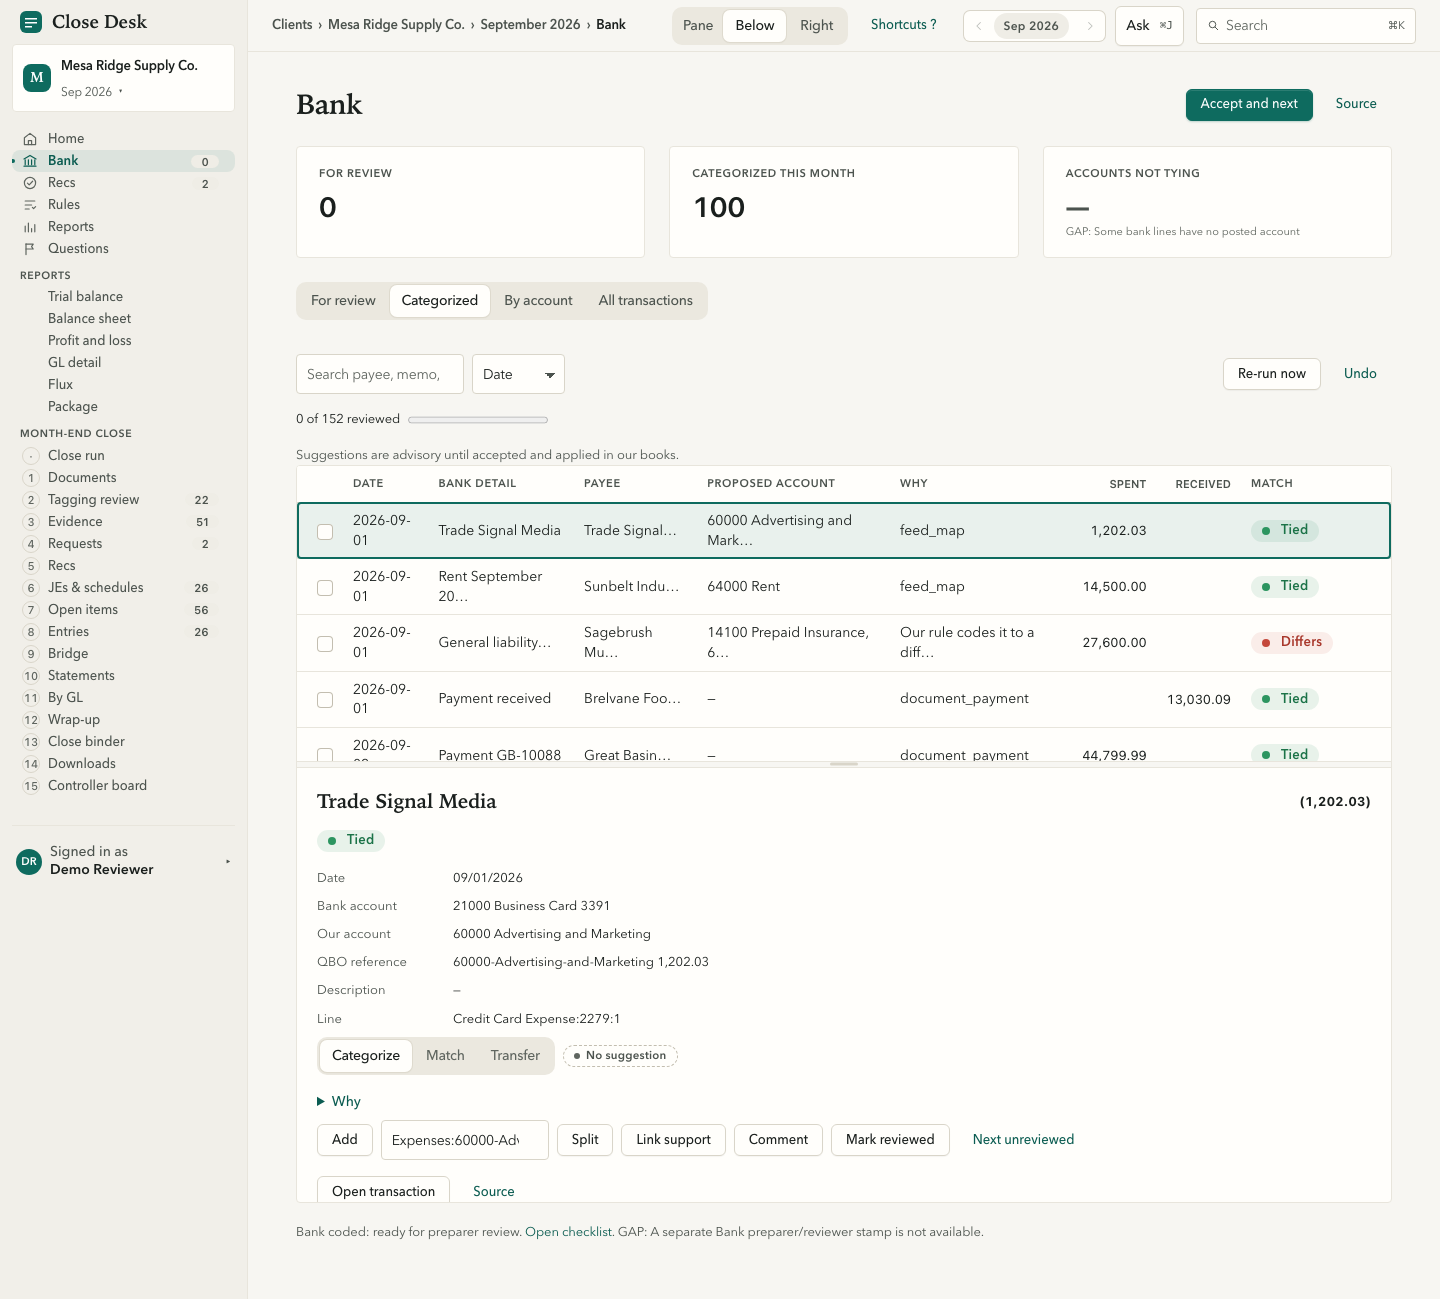 Close Desk
M
Mesa Ridge Supply Co.
Sep 2026
Home
Bank 0
Recs 2
Rules
Reports
Questions
REPORTS
Trial balance
Balance sheet
Profit and loss
GL detail
Flux
Package
MONTH-END CLOSE
· Close run
1 Documents
2 Tagging review 22
3 Evidence 51
4 Requests 2
5 Recs
6 JEs & schedules 26
7 Open items 56
8 Entries 26
9 Bridge
10 Statements
11 By GL
12 Wrap-up
13 Close binder
14 Downloads
15 Controller board
DR
Signed in as
Demo Reviewer
Clients › Mesa Ridge Supply Co. › September 2026 › Bank
Pane Below Right
Shortcuts ?
‹ Sep 2026 ›
Ask ⌘J
Search ⌘K
Bank
Accept and next
Source
FOR REVIEW
0
CATEGORIZED THIS MONTH
100
ACCOUNTS NOT TYING
—
GAP: Some bank lines have no posted account
For review Categorized By account All transactions
Search payee, memo,
Date
Re-run now
Undo
0 of 152 reviewed
Suggestions are advisory until accepted and applied in our books.
DATE BANK DETAIL PAYEE PROPOSED ACCOUNT WHY SPENT RECEIVED MATCH
2026-09-01 Trade Signal Media Trade Signal… 60000 Advertising and Mark… feed_map 1,202.03 Tied
2026-09-01 Rent September 20… Sunbelt Indu… 64000 Rent feed_map 14,500.00 Tied
2026-09-01 General liability… Sagebrush Mu… 14100 Prepaid Insurance, 6… Our rule codes it to a diff… 27,600.00 Differs
2026-09-01 Payment received Brelvane Foo… — document_payment 13,030.09 Tied
2026-09- Payment GB-10088 Great Basin… — document_payment 44,799.99 Tied
Trade Signal Media (1,202.03)
Tied
Date 09/01/2026
Bank account 21000 Business Card 3391
Our account 60000 Advertising and Marketing
QBO reference 60000-Advertising-and-Marketing 1,202.03
Description —
Line Credit Card Expense:2279:1
Categorize Match Transfer No suggestion
Why
Add Expenses:60000-Adv Split Link support Comment Mark reviewed Next unreviewed
Open transaction Source
Bank coded: ready for preparer review. Open checklist. GAP: A separate Bank preparer/reviewer stamp is not available.